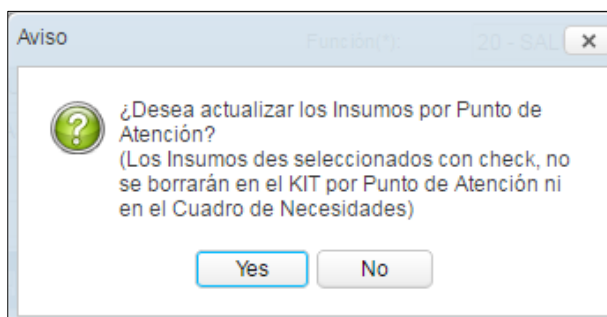 Aviso
Función(*): 20 - SAL
¿Desea actualizar los Insumos por Punto de
Atención?
(Los Insumos des seleccionados con check, no
se borrarán en el KIT por Punto de Atención ni
en el Cuadro de Necesidades)
Yes No